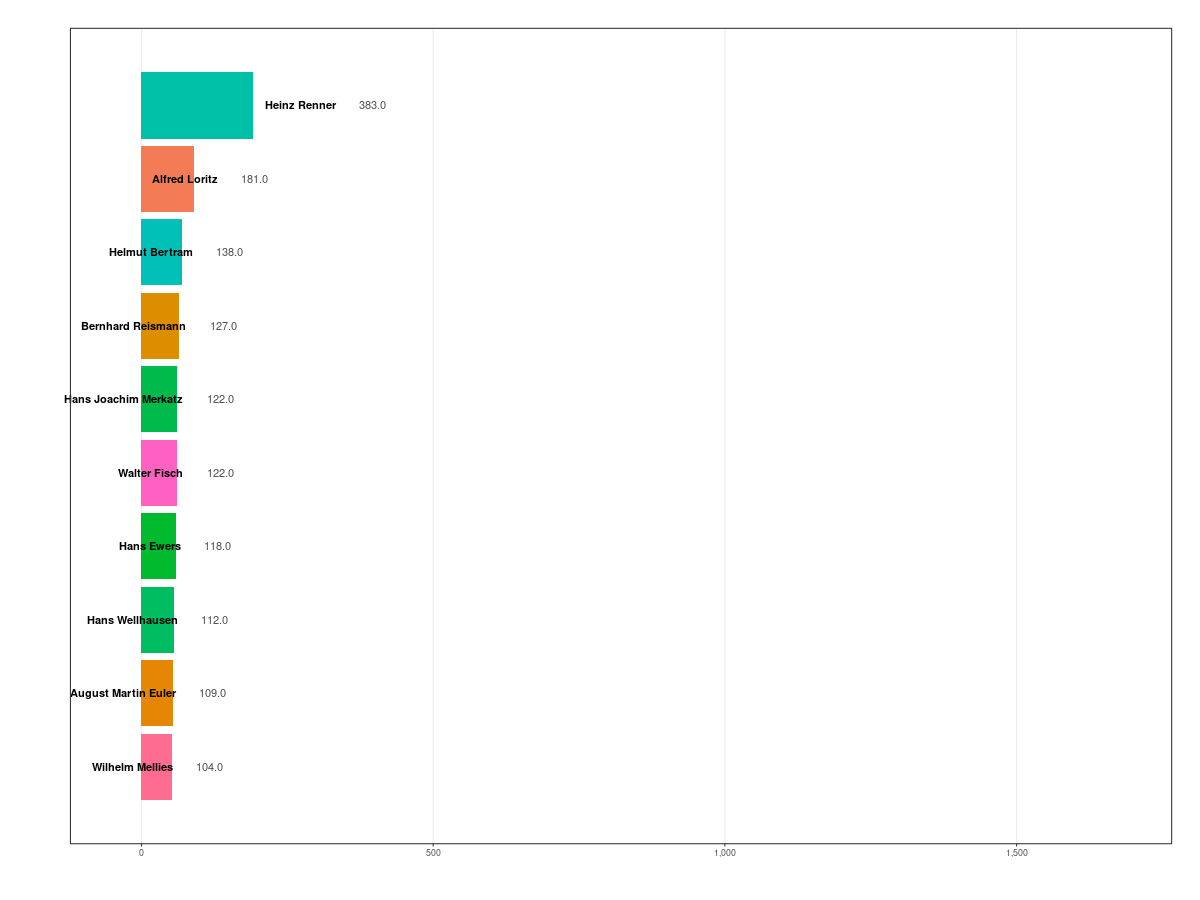 Heinz Renner 383.0
Alfred Loritz 181.0
Helmut Bertram 138.0
Bernhard Reismann 127.0
Hans Joachim Merkatz 122.0
Walter Fisch 122.0
Hans Ewers 118.0
Hans Wellhausen 112.0
August Martin Euler 109.0
Wilhelm Mellies 104.0
0 500 1,000 1,500